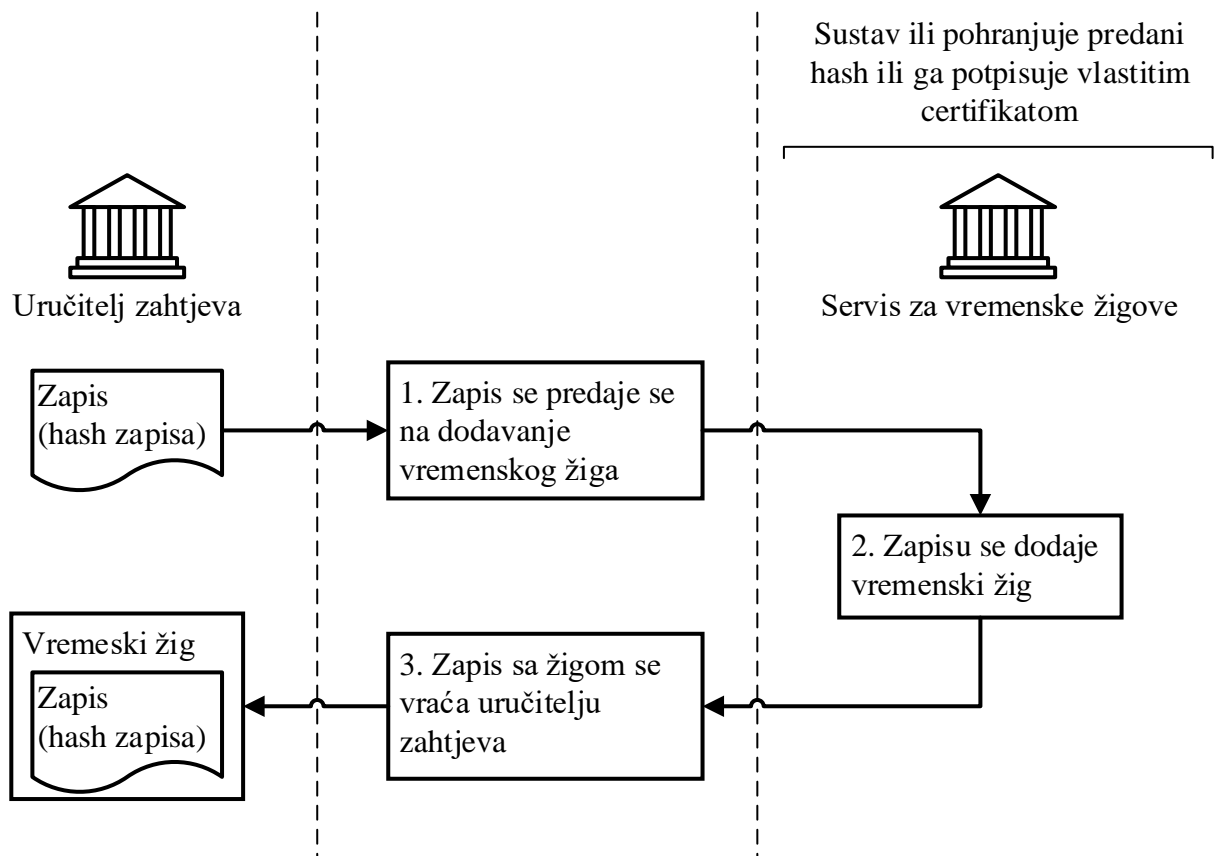 Sustav ili pohranjuje predani
hash ili ga potpisuje vlastitim
certifikatom
Uručitelj zahtjeva
Servis za vremenske žigove
Zapis
(hash zapisa)
1. Zapis se predaje se
na dodavanje
vremenskog žiga
2. Zapisu se dodaje
vremenski žig
Vremeski žig
Zapis
(hash zapisa)
3. Zapis sa žigom se
vraća uručitelju
zahtjeva